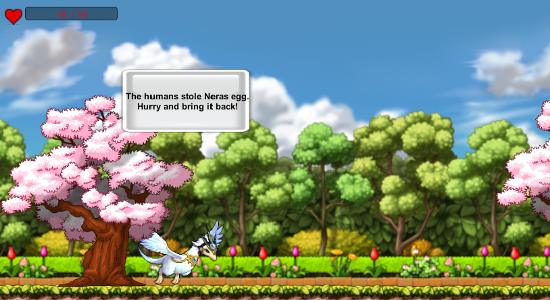 The humans stole Neras egg.
Hurry and bring it back!